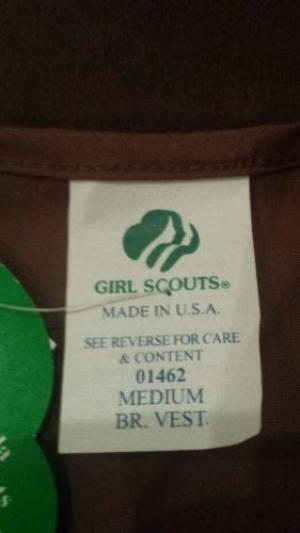 GIRL SCOUTS®
MADE IN U.S.A.
SEE REVERSE FOR CARE
& CONTENT
01462
MEDIUM
BR. VEST.